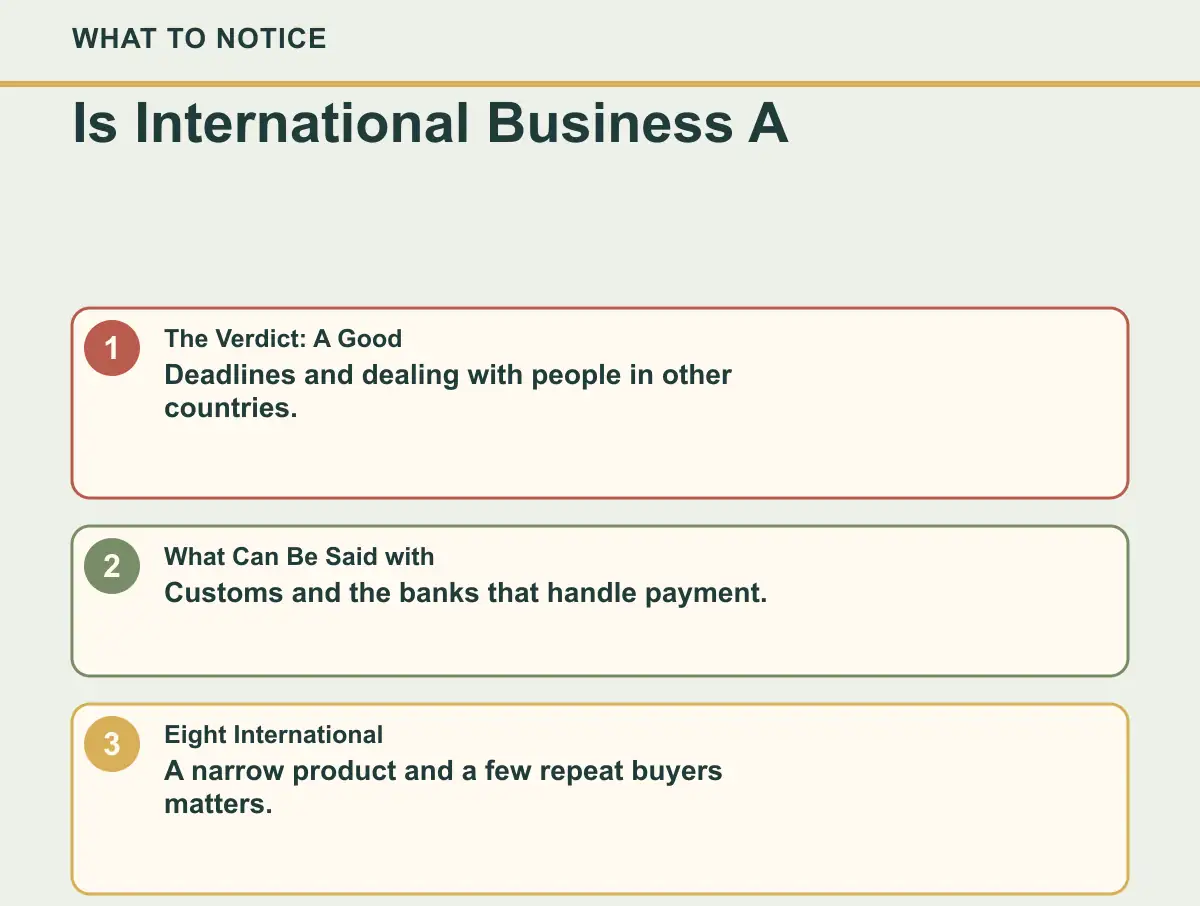 WHAT TO NOTICE
Is International Business A
1
The Verdict: A Good
Deadlines and dealing with people in other
countries.
2
What Can Be Said with
Customs and the banks that handle payment.
3
Eight International
A narrow product and a few repeat buyers
matters.